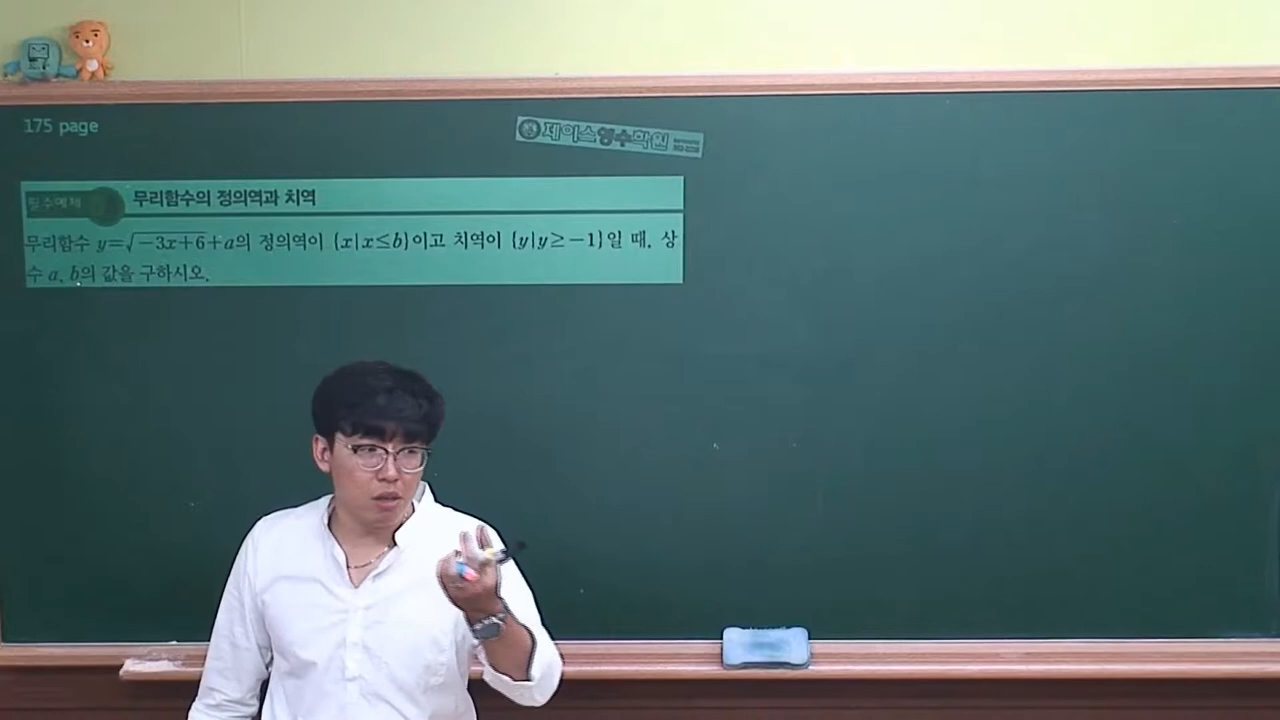 175 page
제이스영수학원
필수예제
무리함수의 정의역과 치역
무리함수 y=√-3x+6+a의 정의역이 {x|x≤b}이고 치역이 {y|y≥-1}일 때, 상
수 a, b의 값을 구하시오.